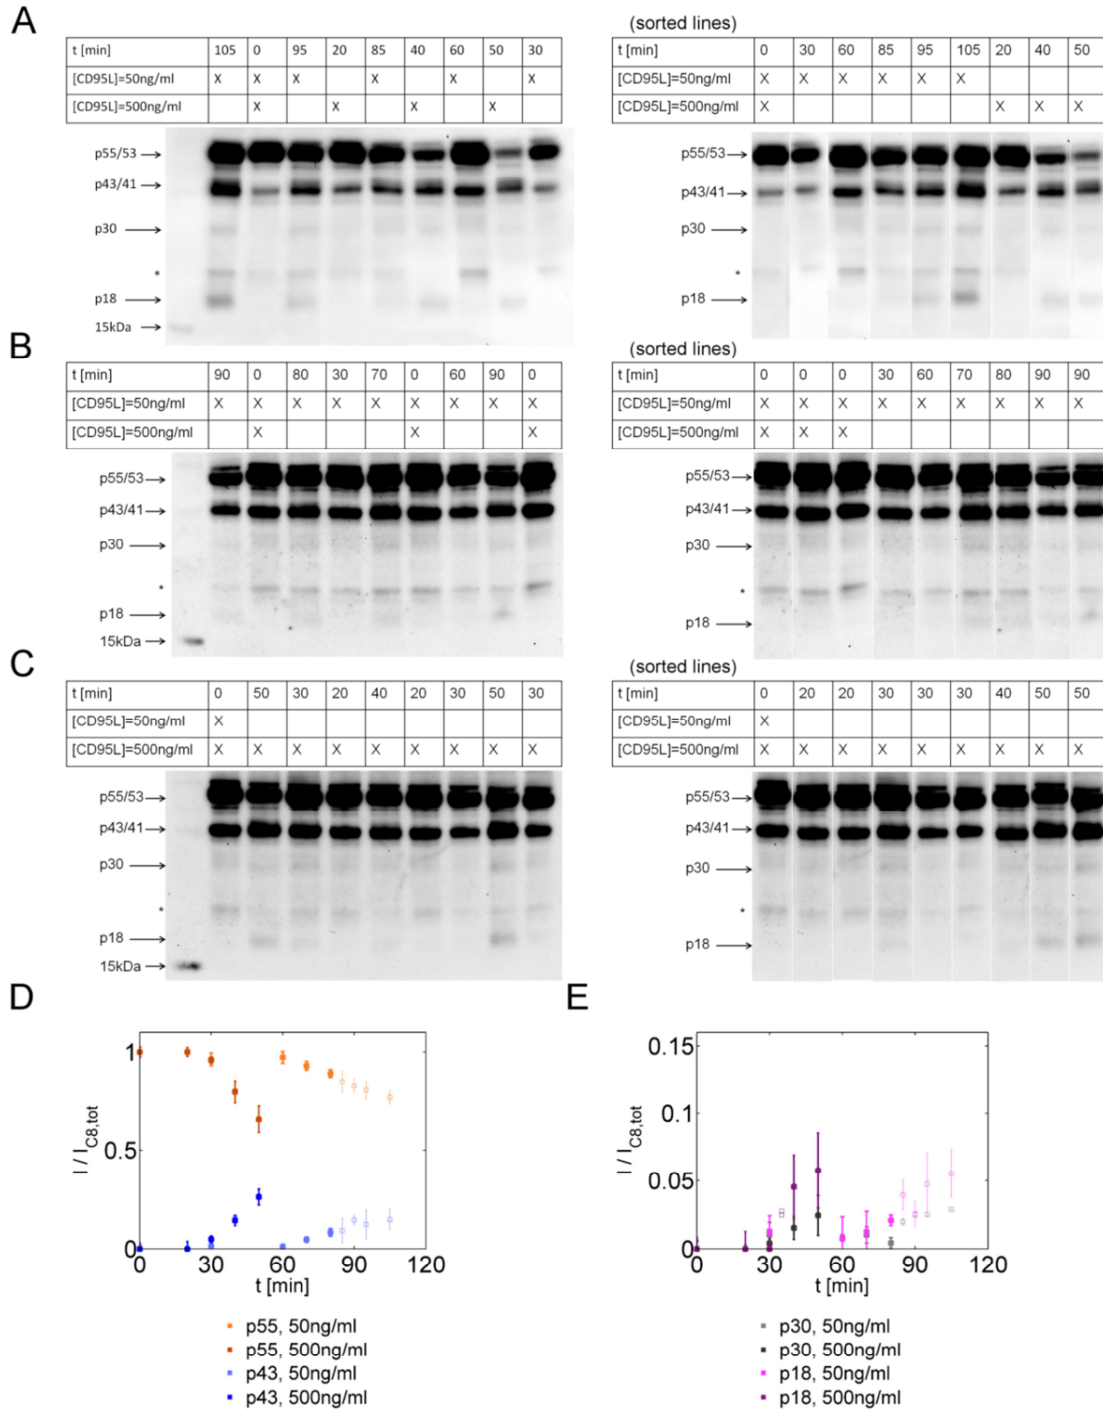 A
(sorted lines)
t [min] 105 0 95 20 85 40 60 50 30
[CD95L]=50ng/ml X X X X X X
[CD95L]=500ng/ml X X X X
t [min] 0 30 60 85 95 105 20 40 50
[CD95L]=50ng/ml X X X X X X
[CD95L]=500ng/ml X X X X
p55/53
p43/41
p30
*
p18
15kDa
p55/53
p43/41
p30
*
p18
B
(sorted lines)
t [min] 90 0 80 30 70 0 60 90 0
[CD95L]=50ng/ml X X X X X X X X X
[CD95L]=500ng/ml X X X
t [min] 0 0 0 30 60 70 80 90 90
[CD95L]=50ng/ml X X X X X X X X X
[CD95L]=500ng/ml X X X
p55/53
p43/41
p30
*
p18
15kDa
p55/53
p43/41
p30
*
p18
C
(sorted lines)
t [min] 0 50 30 20 40 20 30 50 30
[CD95L]=50ng/ml X
[CD95L]=500ng/ml X X X X X X X X X
t [min] 0 20 20 30 30 30 40 50 50
[CD95L]=50ng/ml X
[CD95L]=500ng/ml X X X X X X X X X
p55/53
p43/41
p30
*
p18
15kDa
p55/53
p43/41
p30
*
p18
D
1
0.5
0
I / I C8,tot
0 30 60 90 120
t [min]
p55, 50ng/ml
p55, 500ng/ml
p43, 50ng/ml
p43, 500ng/ml
E
0.15
0.1
0.05
0
I / I C8,tot
0 30 60 90 120
t [min]
p30, 50ng/ml
p30, 500ng/ml
p18, 50ng/ml
p18, 500ng/ml